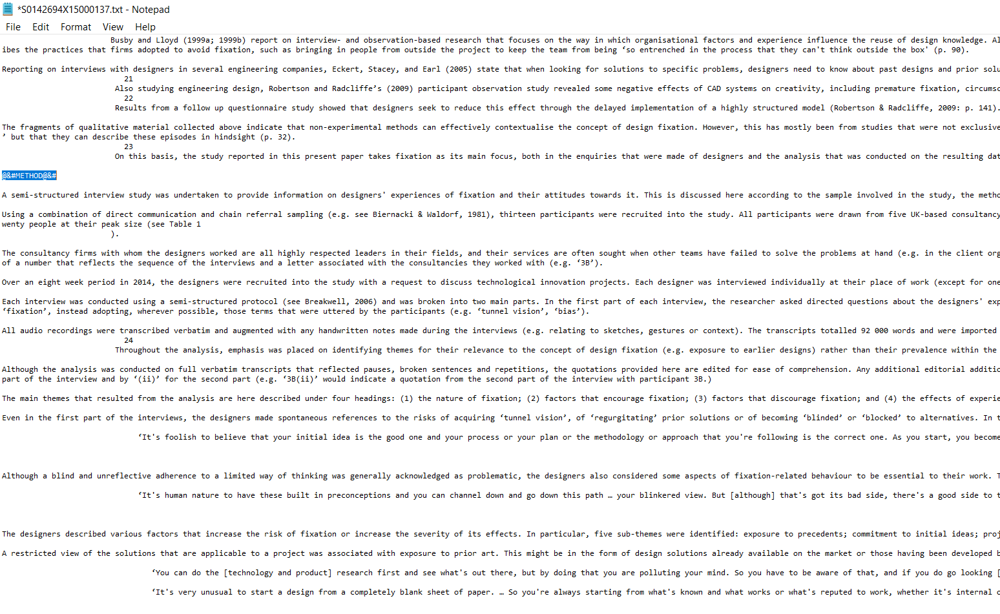 *S0142694X15000137.txt - Notepad
File Edit Format View Help
Busby and Lloyd (1999a; 1999b) report on interview- and observation-based research that focuses on the way in which organisational factors and experience influence the reuse of design knowledge. Al
ibes the practices that firms adopted to avoid fixation, such as bringing in people from outside the project to keep the team from being ‘so entrenched in the process that they can't think outside the box' (p. 90).
Reporting on interviews with designers in several engineering companies, Eckert, Stacey, and Earl (2005) state that when looking for solutions to specific problems, designers need to know about past designs and prior solu
21
Also studying engineering design, Robertson and Radcliffe’s (2009) participant observation study revealed some negative effects of CAD systems on creativity, including premature fixation, circumsc
22
Results from a follow up questionnaire study showed that designers seek to reduce this effect through the delayed implementation of a highly structured model (Robertson & Radcliffe, 2009: p. 141).
The fragments of qualitative material collected above indicate that non-experimental methods can effectively contextualise the concept of design fixation. However, this has mostly been from studies that were not exclusive
’ but that they can describe these episodes in hindsight (p. 32).
23
On this basis, the study reported in this present paper takes fixation as its main focus, both in the enquiries that were made of designers and the analysis that was conducted on the resulting dat
@&#METHOD@&#
A semi-structured interview study was undertaken to provide information on designers' experiences of fixation and their attitudes towards it. This is discussed here according to the sample involved in the study, the metho
Using a combination of direct communication and chain referral sampling (e.g. see Biernacki & Waldorf, 1981), thirteen participants were recruited into the study. All participants were drawn from five UK-based consultancy
wenty people at their peak size (see Table 1
).
The consultancy firms with whom the designers worked are all highly respected leaders in their fields, and their services are often sought when other teams have failed to solve the problems at hand (e.g. in the client org
of a number that reflects the sequence of the interviews and a letter associated with the consultancies they worked with (e.g. ‘3B’).
Over an eight week period in 2014, the designers were recruited into the study with a request to discuss technological innovation projects. Each designer was interviewed individually at their place of work (except for one
Each interview was conducted using a semi-structured protocol (see Breakwell, 2006) and was broken into two main parts. In the first part of each interview, the researcher asked directed questions about the designers' exp
‘fixation’, instead adopting, wherever possible, those terms that were uttered by the participants (e.g. ‘tunnel vision’, ‘bias’).
All audio recordings were transcribed verbatim and augmented with any handwritten notes made during the interviews (e.g. relating to sketches, gestures or context). The transcripts totalled 92 000 words and were imported
24
Throughout the analysis, emphasis was placed on identifying themes for their relevance to the concept of design fixation (e.g. exposure to earlier designs) rather than their prevalence within the
Although the analysis was conducted on full verbatim transcripts that reflected pauses, broken sentences and repetitions, the quotations provided here are edited for ease of comprehension. Any additional editorial additio
part of the interview and by ‘(ii)’ for the second part (e.g. ‘3B(ii)’ would indicate a quotation from the second part of the interview with participant 3B.)
The main themes that resulted from the analysis are here described under four headings: (1) the nature of fixation; (2) factors that encourage fixation; (3) factors that discourage fixation; and (4) the effects of experie
Even in the first part of the interviews, the designers made spontaneous references to the risks of acquiring ‘tunnel vision’, of ‘regurgitating’ prior solutions or of becoming ‘blinded’ or ‘blocked’ to alternatives. In t
‘It's foolish to believe that your initial idea is the good one and your process or your plan or the methodology or approach that you're following is the correct one. As you start, you become
Although a blind and unreflective adherence to a limited way of thinking was generally acknowledged as problematic, the designers also considered some aspects of fixation-related behaviour to be essential to their work. T
‘It's human nature to have these built in preconceptions and you can channel down and go down this path … your blinkered view. But [although] that's got its bad side, there's a good side to t
The designers described various factors that increase the risk of fixation or increase the severity of its effects. In particular, five sub-themes were identified: exposure to precedents; commitment to initial ideas; proj
A restricted view of the solutions that are applicable to a project was associated with exposure to prior art. This might be in the form of design solutions already available on the market or those having been developed b
‘You can do the [technology and product] research first and see what's out there, but by doing that you are polluting your mind. So you have to be aware of that, and if you do go looking [
‘It's very unusual to start a design from a completely blank sheet of paper. … So you're always starting from what's known and what works or what's reputed to work, whether it's internal o